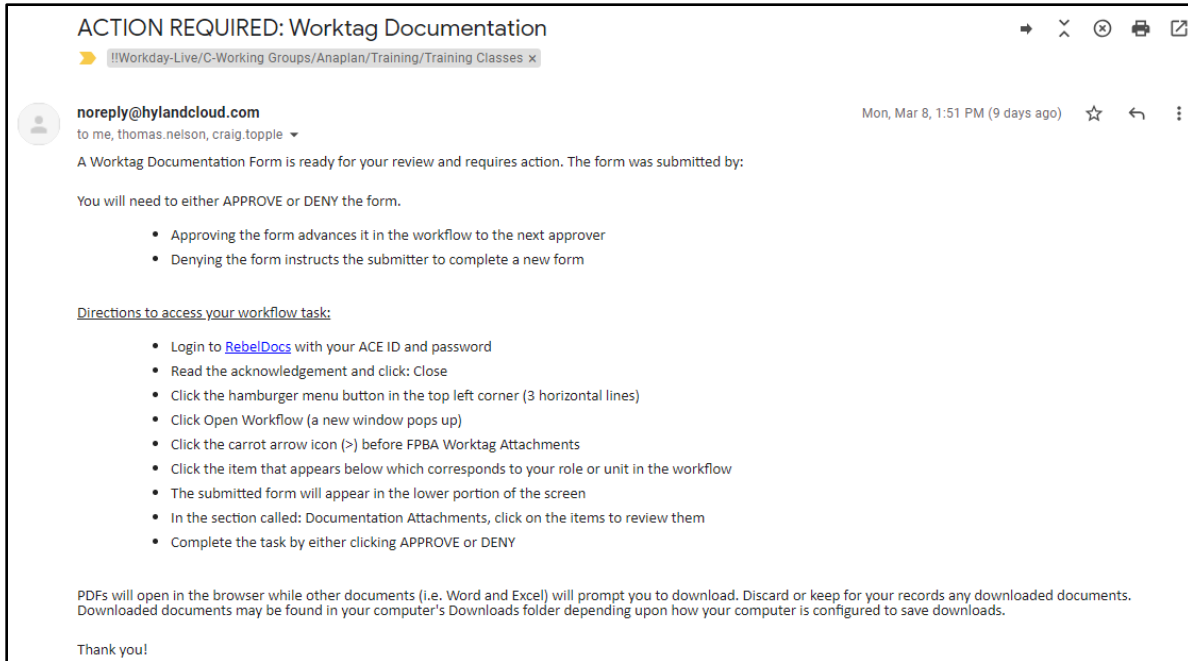 ACTION REQUIRED: Worktag Documentation
!!Workday-Live/C-Working Groups/Anaplan/Training/Training Classes ×
noreply@hylandcloud.com
Mon, Mar 8, 1:51 PM (9 days ago)
to me, thomas.nelson, craig.topple
A Worktag Documentation Form is ready for your review and requires action. The form was submitted by:
You will need to either APPROVE or DENY the form.
• Approving the form advances it in the workflow to the next approver
• Denying the form instructs the submitter to complete a new form
Directions to access your workflow task:
• Login to RebelDocs with your ACE ID and password
• Read the acknowledgement and click: Close
• Click the hamburger menu button in the top left corner (3 horizontal lines)
• Click Open Workflow (a new window pops up)
• Click the carrot arrow icon (>) before FPBA Worktag Attachments
• Click the item that appears below which corresponds to your role or unit in the workflow
• The submitted form will appear in the lower portion of the screen
• In the section called: Documentation Attachments, click on the items to review them
• Complete the task by either clicking APPROVE or DENY
PDFs will open in the browser while other documents (i.e. Word and Excel) will prompt you to download. Discard or keep for your records any downloaded documents.
Downloaded documents may be found in your computer's Downloads folder depending upon how your computer is configured to save downloads.
Thank you!